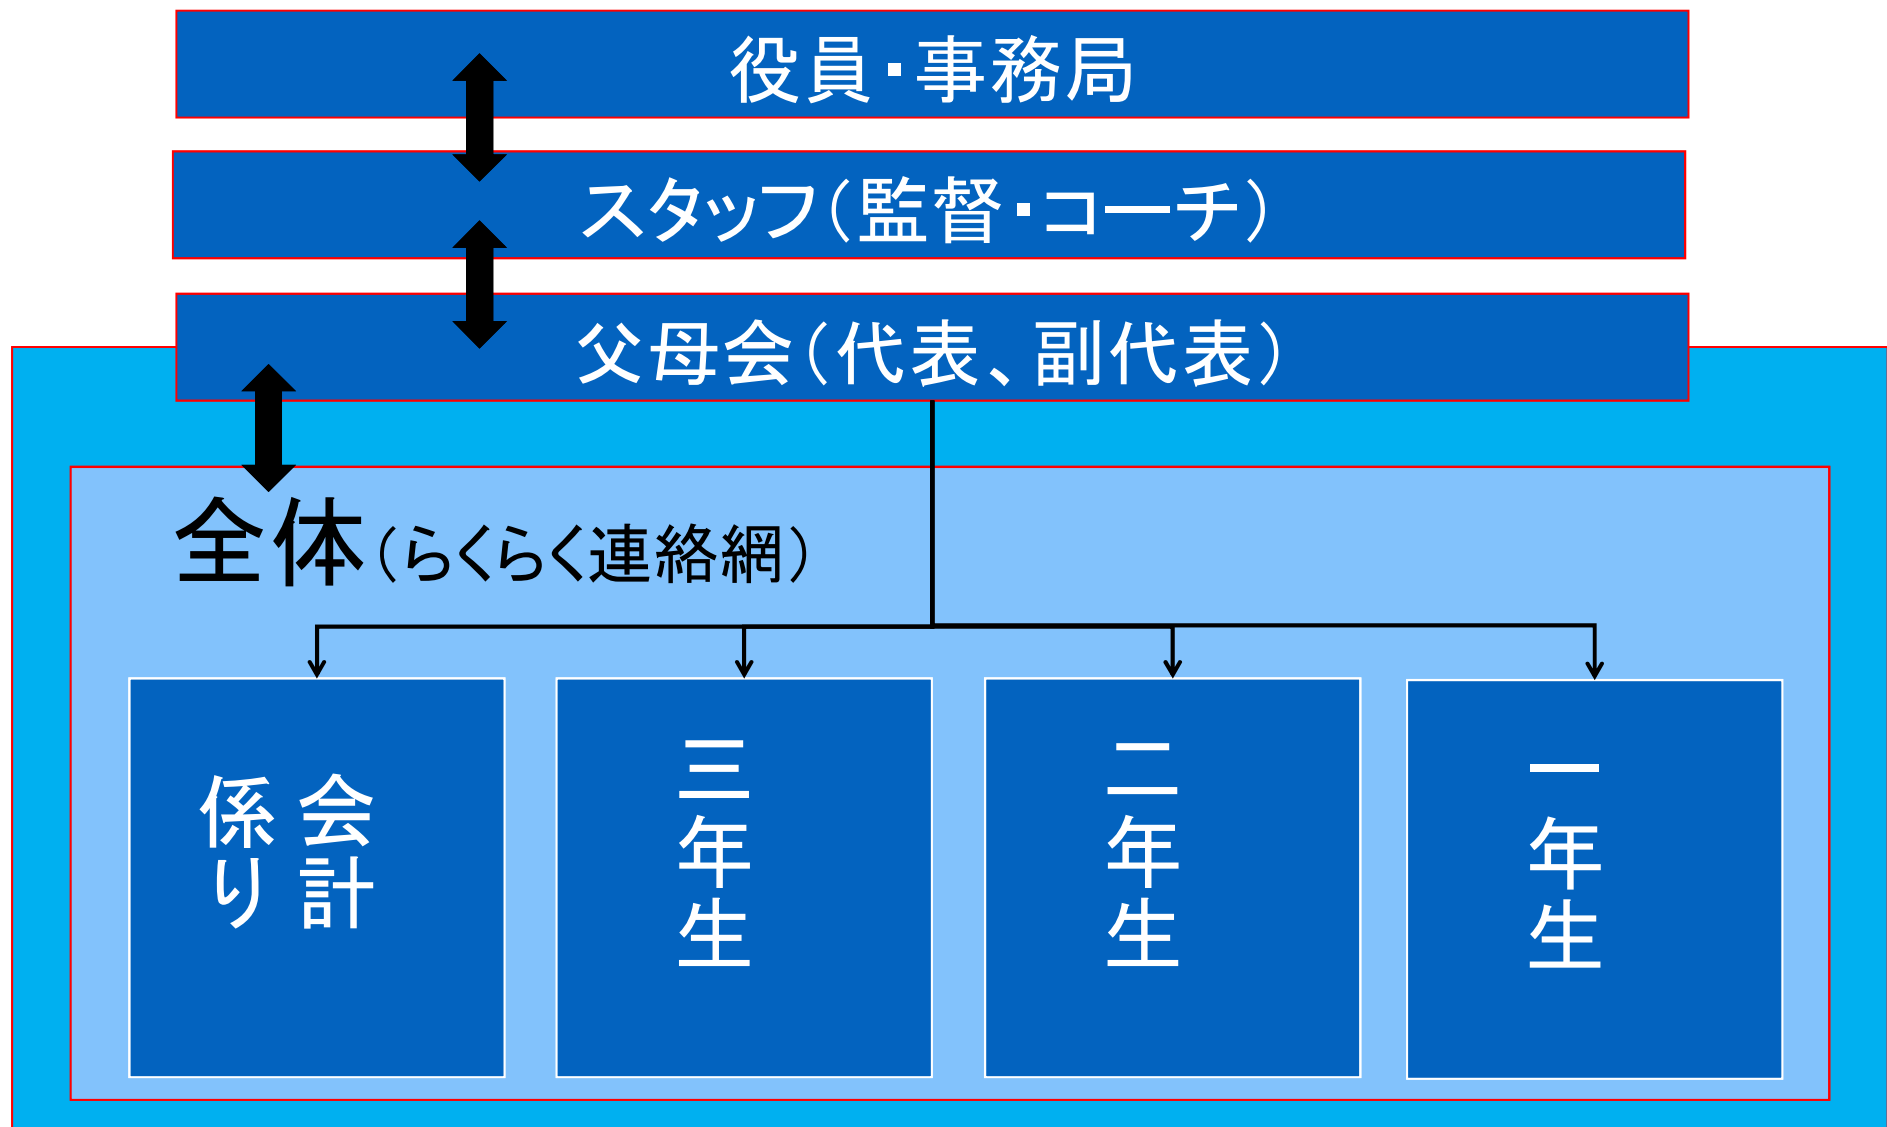 役員・事務局
スタッフ（監督・コーチ）
父母会（代表、副代表）
全体（らくらく連絡網）
会計
係り
三年生
二年生
一年生